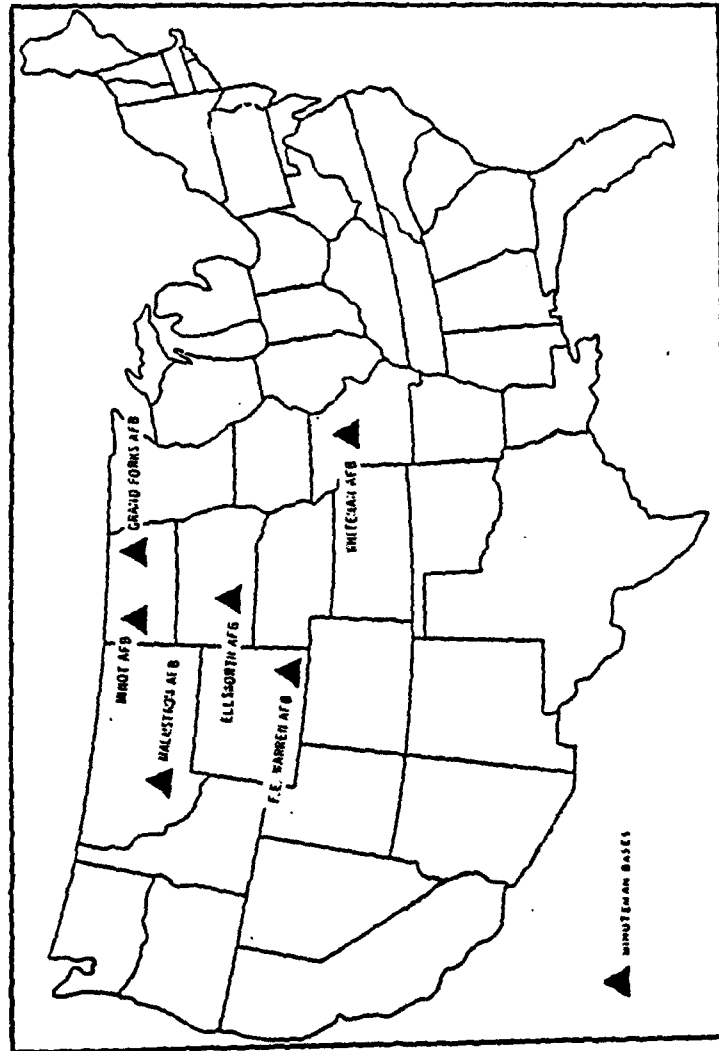 GRAND FORKS AFB
MINOT AFB
MALMSTROM AFB
ELLSWORTH AFB
F.E. WARREN AFB
WHITEMAN AFB
MINUTEMAN BASES